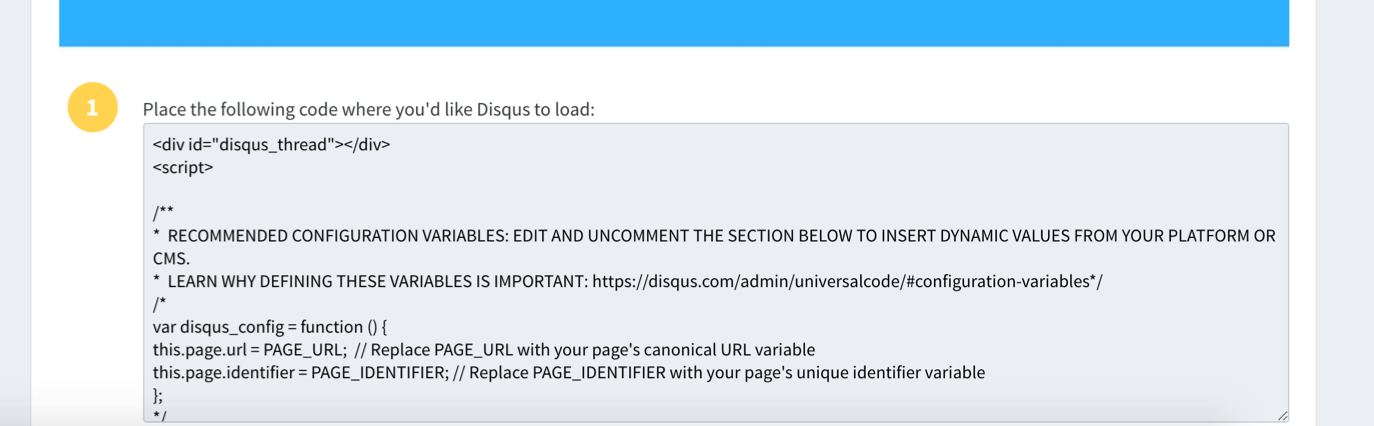 1
Place the following code where you'd like Disqus to load:
<div id="disqus_thread"></div>
<script>
/**
*  RECOMMENDED CONFIGURATION VARIABLES: EDIT AND UNCOMMENT THE SECTION BELOW TO INSERT DYNAMIC VALUES FROM YOUR PLATFORM OR
CMS.
*  LEARN WHY DEFINING THESE VARIABLES IS IMPORTANT: https://disqus.com/admin/universalcode/#configuration-variables*/
/*
var disqus_config = function () {
this.page.url = PAGE_URL;  // Replace PAGE_URL with your page's canonical URL variable
this.page.identifier = PAGE_IDENTIFIER; // Replace PAGE_IDENTIFIER with your page's unique identifier variable
};
*/